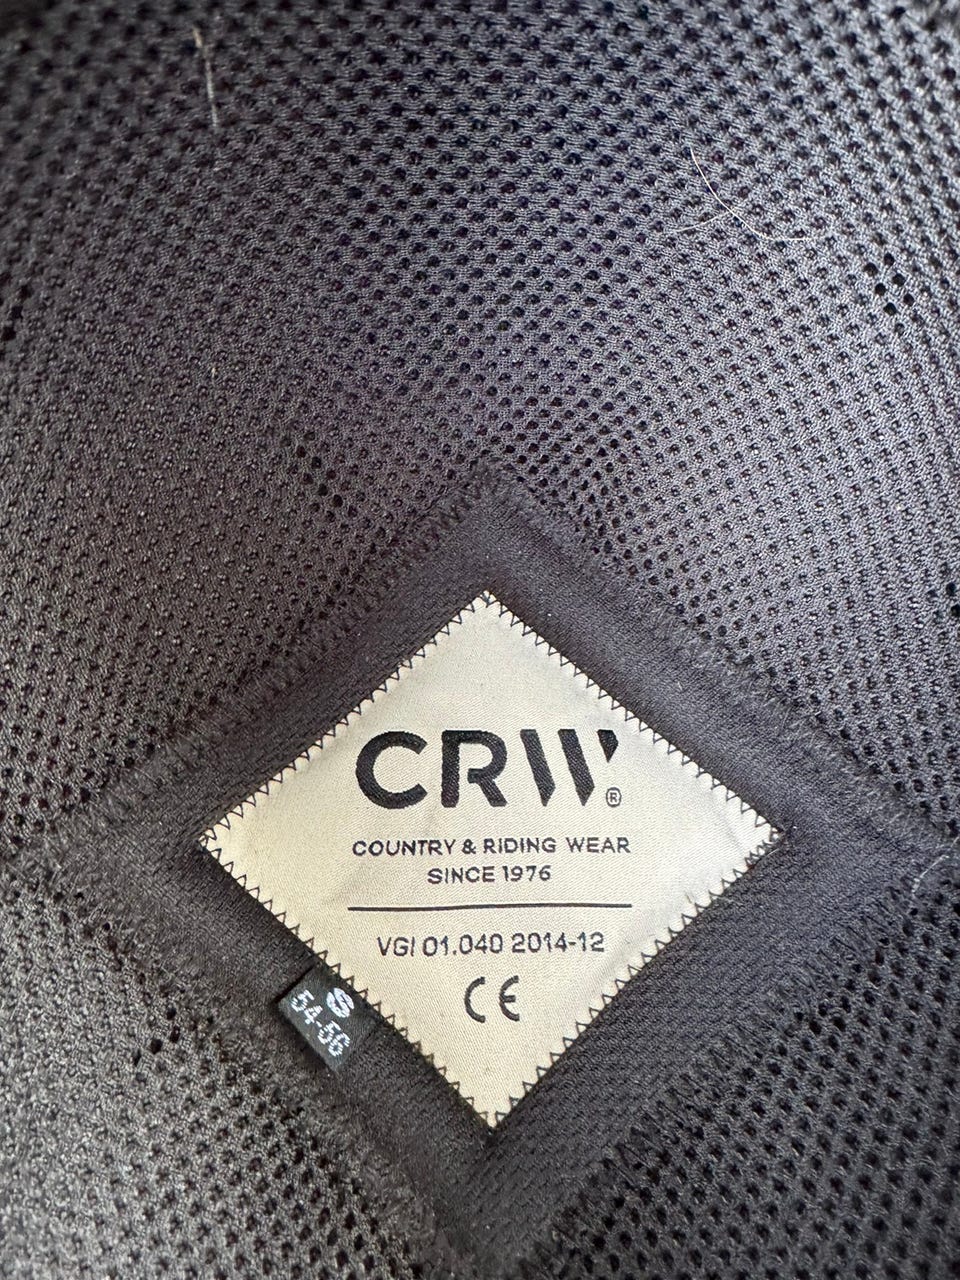 CRW®
COUNTRY & RIDING WEAR
SINCE 1976
VG1 01.040 2014-12
CE
S
54-56